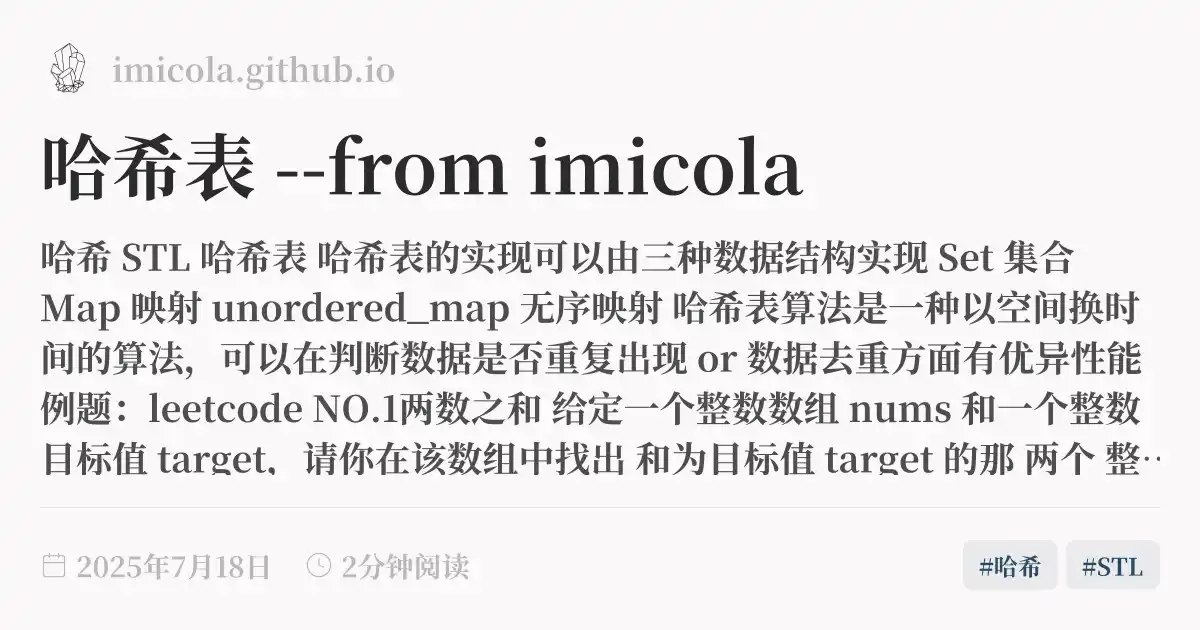 imicola.github.io
哈希表 --from imicola
哈希 STL 哈希表 哈希表的实现可以由三种数据结构实现 Set 集合
Map 映射 unordered_map 无序映射 哈希表算法是一种以空间换时
间的算法，可以在判断数据是否重复出现 or 数据去重方面有优异性能
例题：leetcode NO.1两数之和 给定一个整数数组 nums 和一个整数
目标值 target，请你在该数组中找出 和为目标值 target 的那 两个 整…
2025年7月18日 2分钟阅读 #哈希 #STL